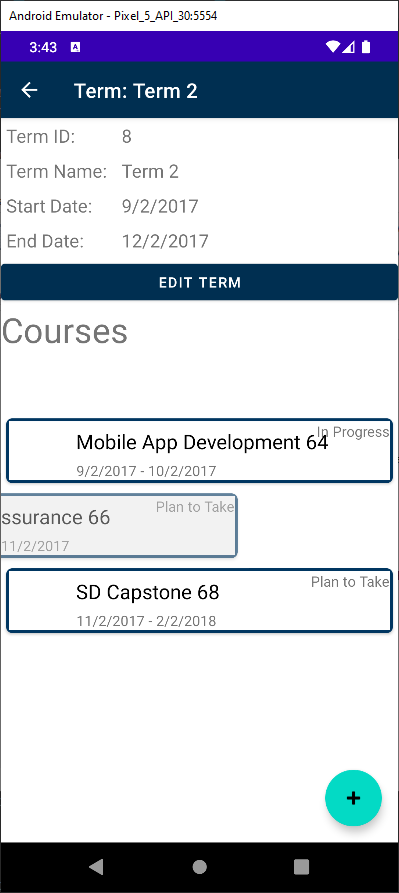 Android Emulator - Pixel_5_API_30:5554
3:43 A
Term: Term 2
Term ID: 8
Term Name: Term 2
Start Date: 9/2/2017
End Date: 12/2/2017
EDIT TERM
Courses
In Progress
Mobile App Development 64
9/2/2017 - 10/2/2017
Plan to Take
ssurance 66
11/2/2017
Plan to Take
SD Capstone 68
11/2/2017 - 2/2/2018
+